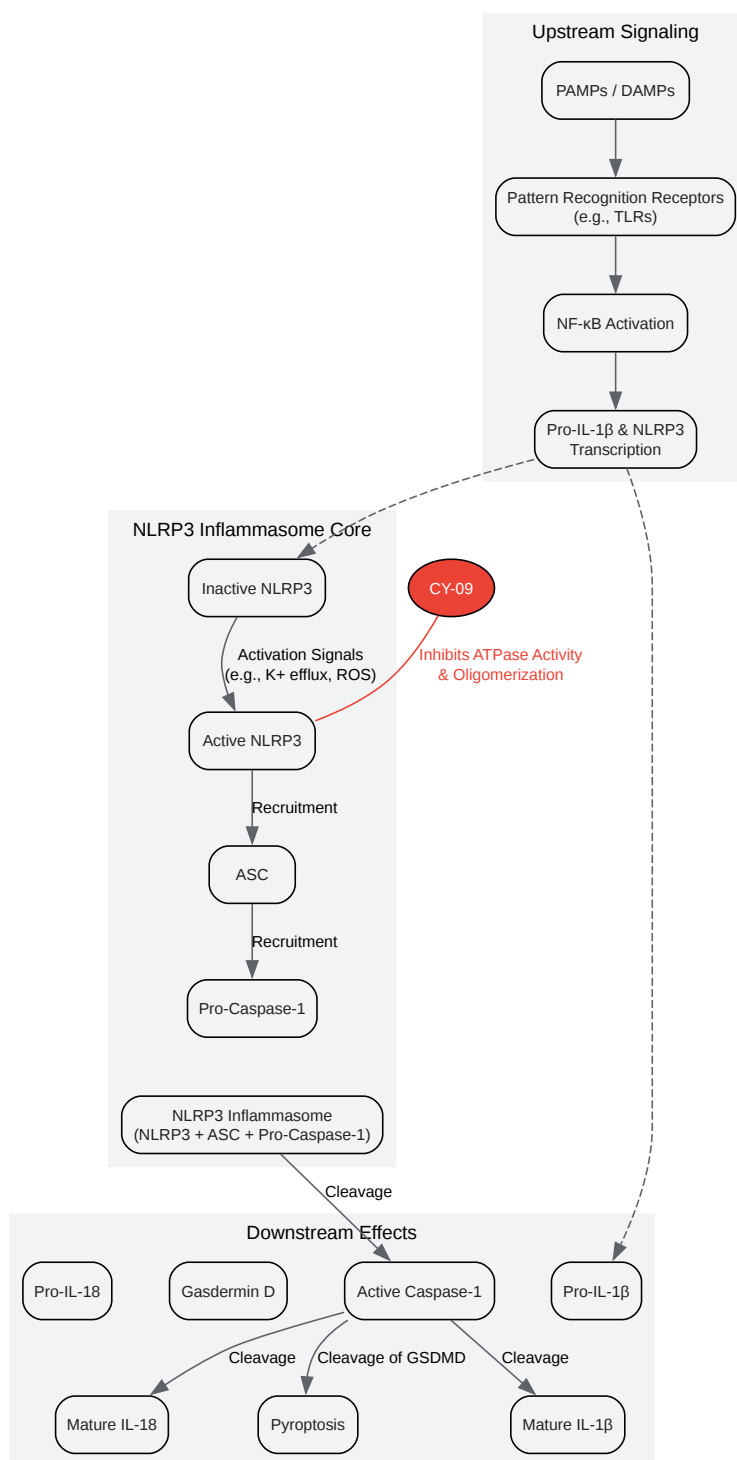 Upstream Signaling
PAMPs / DAMPs
Pattern Recognition Receptors
(e.g., TLRs)
NF-κB Activation
Pro-IL-1β & NLRP3
Transcription
NLRP3 Inflammasome Core
Inactive NLRP3
CY-09
Activation Signals
(e.g., K+ efflux, ROS)
Inhibits ATPase Activity
& Oligomerization
Active NLRP3
Recruitment
ASC
Recruitment
Pro-Caspase-1
NLRP3 Inflammasome
(NLRP3 + ASC + Pro-Caspase-1)
Cleavage
Downstream Effects
Pro-IL-18
Gasdermin D
Active Caspase-1
Pro-IL-1β
Cleavage
Cleavage of GSDMD
Cleavage
Mature IL-18
Pyroptosis
Mature IL-1β